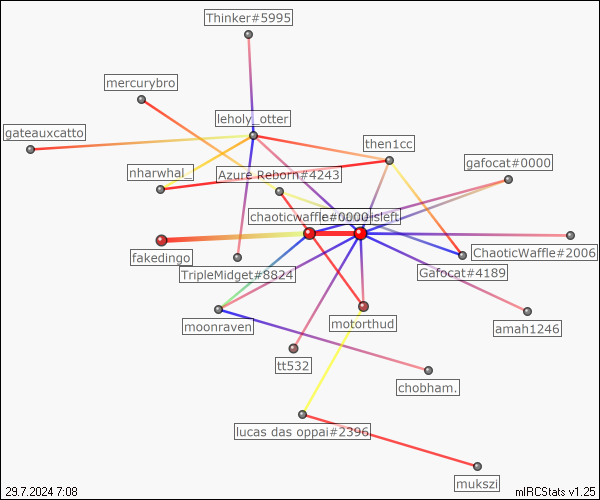 Thinker#5995
mercurybro
leholy_otter
gateauxcatto
then1cc
gafocat#0000
nharwhal_
Azure Reborn#4243
chaoticwaffle#0000
fakedingo
ChaoticWaffle#2006
TripleMidget#8824
Gafocat#4189
moonraven
motorthud
amah1246
tt532
chobham.
lucas das oppai#2396
mukszi
29.7.2024 7:08
mIRCStats v1.25